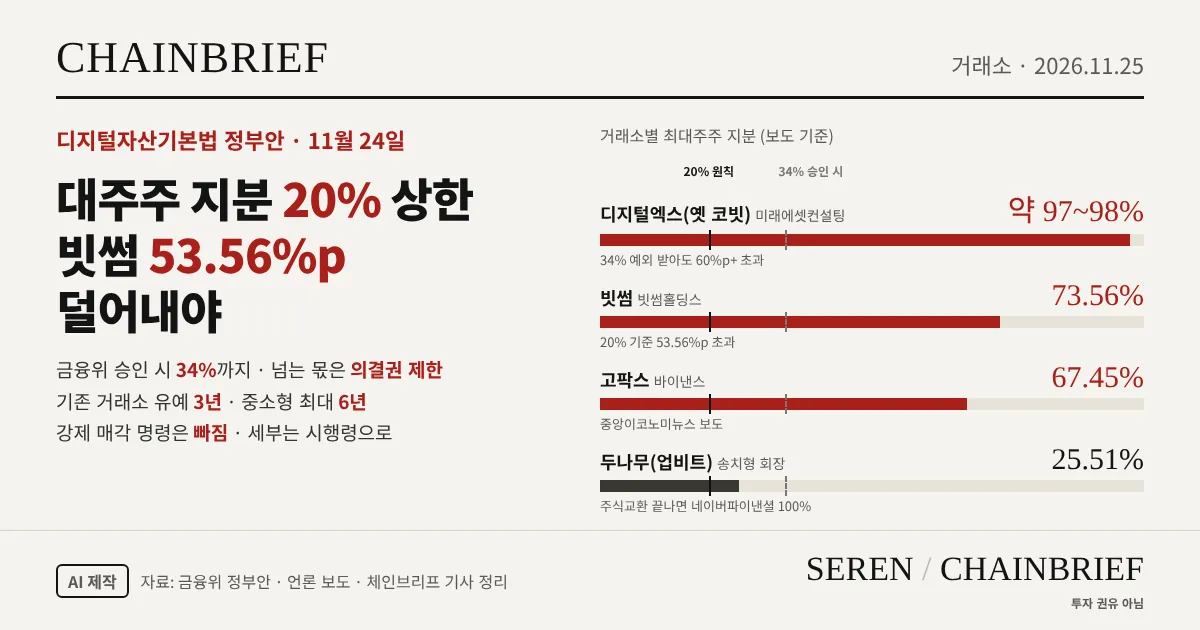 CHAINBRIEF
거래소 · 2026.11.25
디지털자산기본법 정부안 · 11월 24일
대주주 지분 20% 상한
빗썸 53.56%p
덜어내야
금융위 승인 시 34%까지 · 넘는 몫은 의결권 제한
기존 거래소 유예 3년 · 중소형 최대 6년
강제 매각 명령은 빠짐 · 세부는 시행령으로
거래소별 최대주주 지분 (보도 기준)
20% 원칙 34% 승인 시
디지털엑스(옛 코빗) 미래에셋컨설팅 약 97~98%
34% 예외 받아도 60%p+ 초과
빗썸 빗썸홀딩스 73.56%
20% 기준 53.56%p 초과
고팍스 바이낸스 67.45%
중앙이코노미뉴스 보도
두나무(업비트) 송치형 회장 25.51%
주식교환 끝나면 네이버파이낸셜 100%
AI 제작 자료: 금융위 정부안 · 언론 보도 · 체인브리프 기사 정리
SEREN / CHAINBRIEF
투자 권유 아님